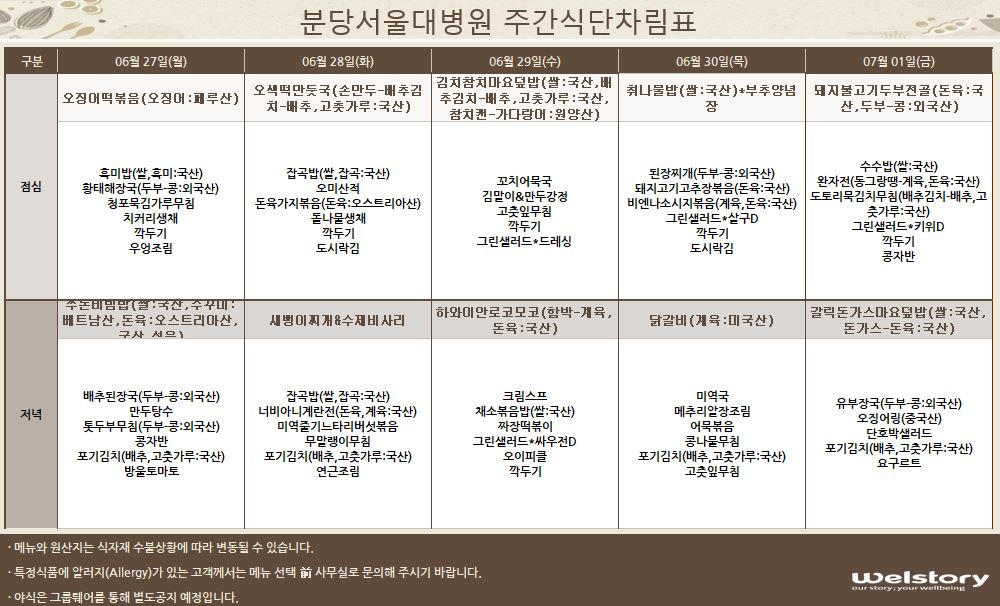 분당서울대병원 주간식단차림표
구분 06월 27일(월) 06월 28일(화) 06월 29일(수) 06월 30일(목) 07월 01일(금)
점심
오징어떡볶음(오징어:페루산)
흑미밥(쌀,흑미:국산)
황태해장국(두부-콩:외국산)
청포묵김가루무침
치커리생채
깍두기
우엉조림
오색떡만둣국(손만두-배추김
치-배추,고춧가루:국산)
잡곡밥(쌀,잡곡:국산)
오미산적
돈육가지볶음(돈육:오스트리아산)
돌나물생채
깍두기
도시락김
김치참치마요덮밥(쌀:국산,배
추김치-배추,고춧가루:국산,
참치캔-가다랑어:원양산)
꼬치어묵국
김말이&만두강정
고춧잎무침
깍두기
그린샐러드*드레싱
취나물밥(쌀:국산)*부추양념
장
된장찌개(두부-콩:외국산)
돼지고기고추장볶음(돈육:국산)
비엔나소시지볶음(계육,돈육:국산)
그린샐러드*살구D
깍두기
도시락김
돼지불고기두부전골(돈육:국
산,두부-콩:외국산)
수수밥(쌀:국산)
완자전(동그랑땡-계육,돈육:국산)
도토리묵김치무침(배추김치-배추,고
춧가루:국산)
그린샐러드*키위D
깍두기
콩자반
저녁
베트남산,돈육:오스트리아산,
배추된장국(두부-콩:외국산)
만두탕수
톳두부무침(두부-콩:외국산)
콩자반
포기김치(배추,고춧가루:국산)
방울토마토
새뱅이찌개&수제비사리
잡곡밥(쌀,잡곡:국산)
너비아니계란전(돈육,계육:국산)
미역줄기느타리버섯볶음
무말랭이무침
포기김치(배추,고춧가루:국산)
연근조림
하와이안로코모코(함박-계육,
돈육:국산)
크림스프
채소볶음밥(쌀:국산)
짜장떡볶이
그린샐러드*싸우전D
오이피클
깍두기
닭갈비(계육:미국산)
미역국
메추리알장조림
어묵볶음
콩나물무침
포기김치(배추,고춧가루:국산)
고춧잎무침
갈릭돈가스마요덮밥(쌀:국산,
돈가스-돈육:국산)
유부장국(두부-콩:외국산)
오징어링(중국산)
단호박샐러드
포기김치(배추,고춧가루:국산)
요구르트
· 메뉴와 원산지는 식자재 수불상황에 따라 변동될 수 있습니다.
· 특정식품에 알러지(Allergy)가 있는 고객께서는 메뉴 선택 前 사무실로 문의해 주시기 바랍니다.
· 야식은 그룹웨어를 통해 별도공지 예정입니다.
Welstory
our story; your wellbeing